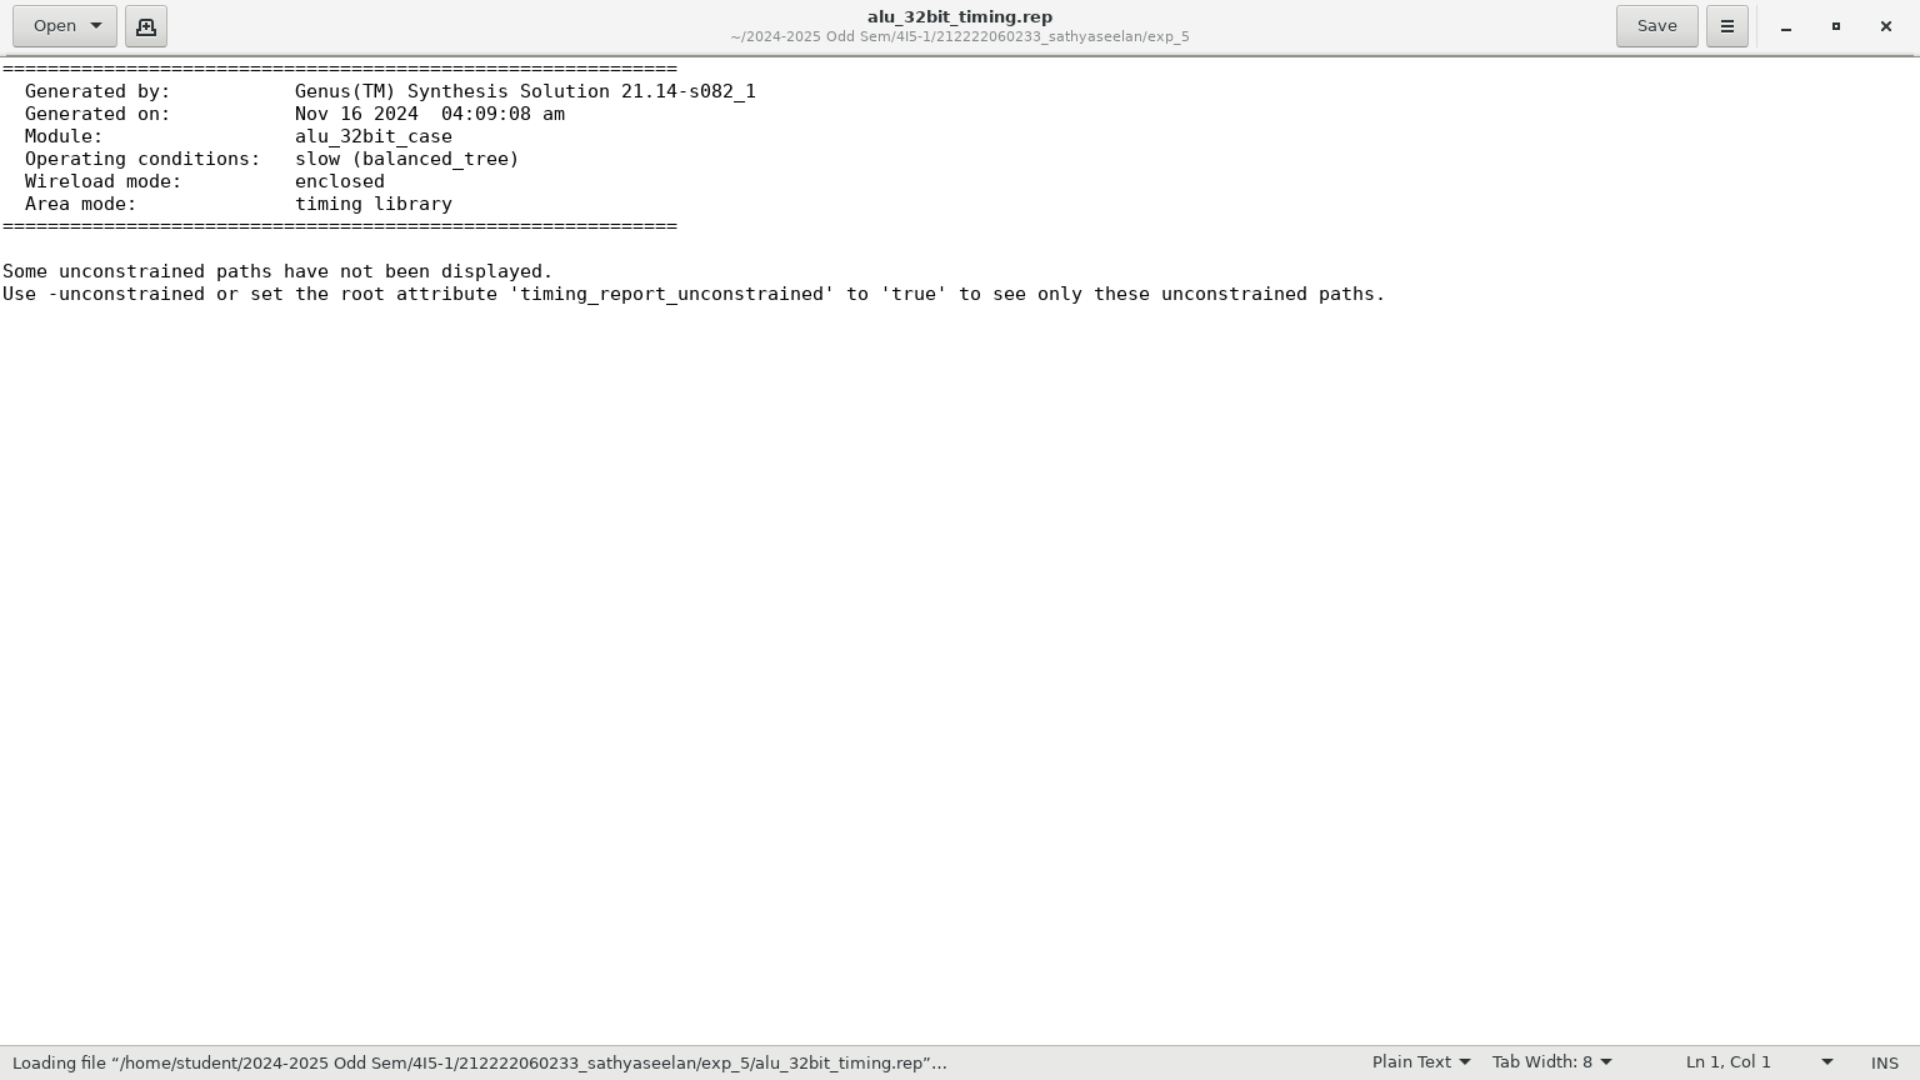 Open
alu_32bit_timing.rep
~/2024-2025 Odd Sem/4I5-1/212222060233_sathyaseelan/exp_5
Save
============================================================
  Generated by:           Genus(TM) Synthesis Solution 21.14-s082_1
  Generated on:           Nov 16 2024  04:09:08 am
  Module:                 alu_32bit_case
  Operating conditions:   slow (balanced_tree)
  Wireload mode:          enclosed
  Area mode:              timing library
============================================================
Some unconstrained paths have not been displayed.
Use -unconstrained or set the root attribute 'timing_report_unconstrained' to 'true' to see only these unconstrained paths.
Loading file “/home/student/2024-2025 Odd Sem/4I5-1/212222060233_sathyaseelan/exp_5/alu_32bit_timing.rep”…
Plain Text
Tab Width: 8
Ln 1, Col 1
INS